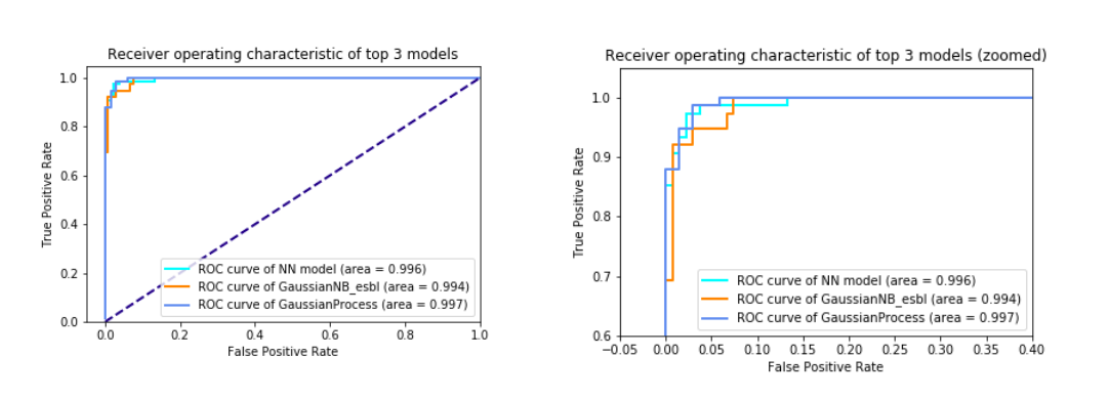 Receiver operating characteristic of top 3 models
True Positive Rate
1.0
0.8
0.6
0.4
0.2
0.0
ROC curve of NN model (area = 0.996)
ROC curve of GaussianNB_esbl (area = 0.994)
ROC curve of GaussianProcess (area = 0.997)
0.0 0.2 0.4 0.6 0.8 1.0
False Positive Rate
Receiver operating characteristic of top 3 models (zoomed)
True Positive Rate
1.0
0.9
0.8
0.7
0.6
ROC curve of NN model (area = 0.996)
ROC curve of GaussianNB_esbl (area = 0.994)
ROC curve of GaussianProcess (area = 0.997)
−0.05 0.00 0.05 0.10 0.15 0.20 0.25 0.30 0.35 0.40
False Positive Rate